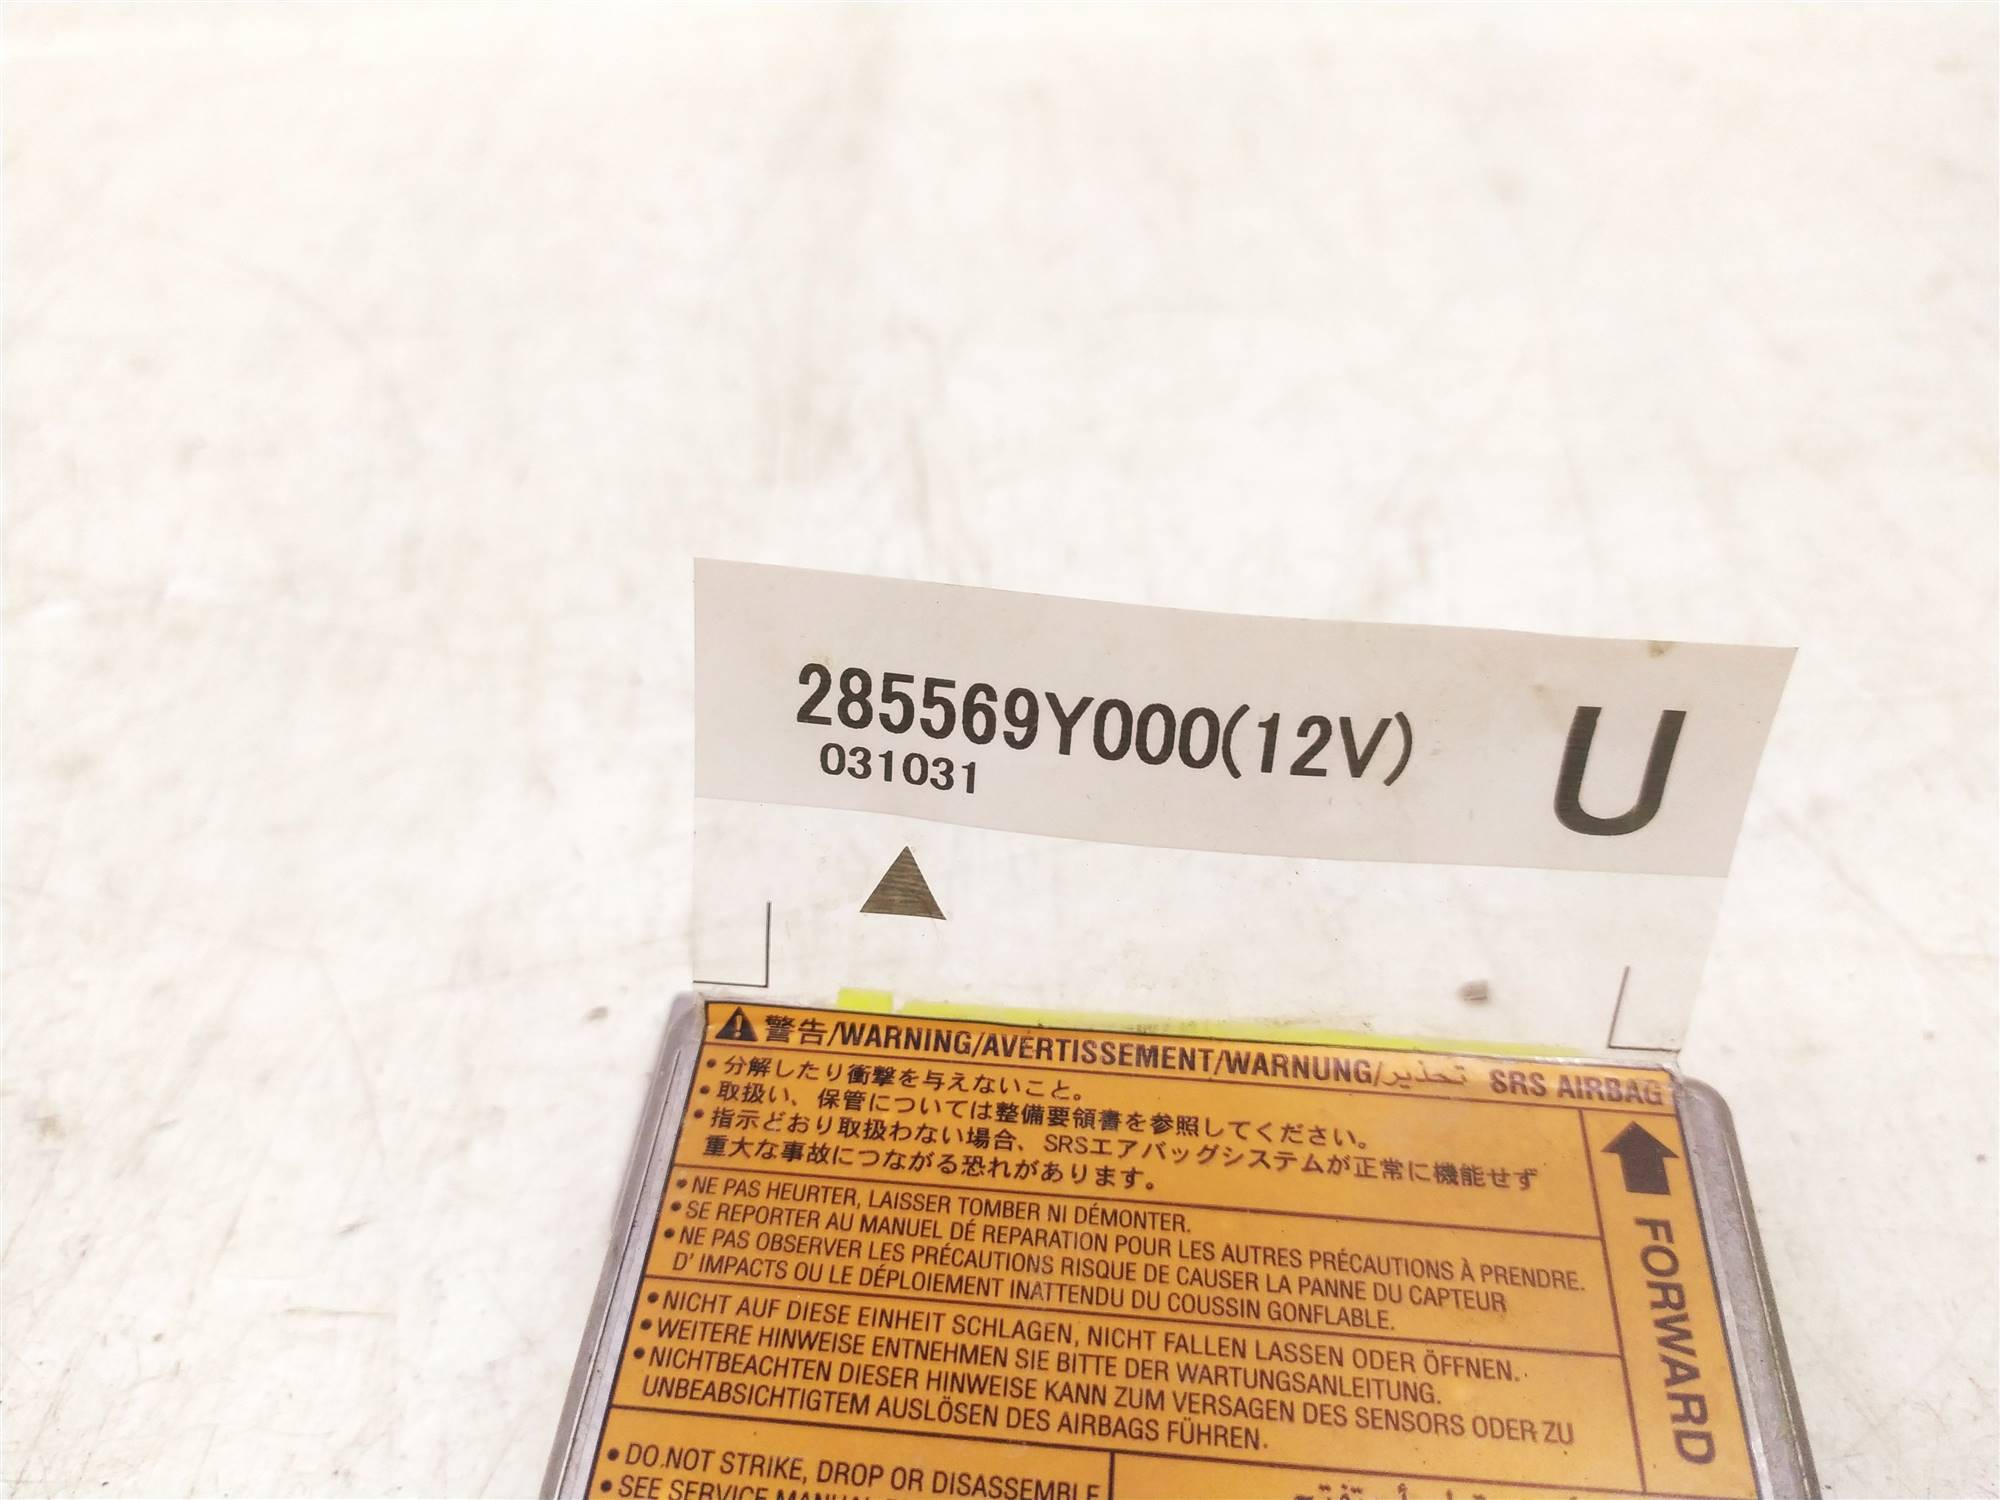 285569Y000(12V)
031031
U
警告/WARNING/AVERTISSEMENT/WARNUNG/تحذير SRS AIRBAG
• 分解したり衝撃を与えないこと。
• 取扱い、保管については整備要領書を参照してください。
• 指示どおり取扱わない場合、SRSエアバッグシステムが正常に機能せず
重大な事故につながる恐れがあります。
• NE PAS HEURTER, LAISSER TOMBER NI DÉMONTER.
• SE REPORTER AU MANUEL DÉ REPARATION POUR LES AUTRES PRÉCAUTIONS À PRENDRE.
• NE PAS OBSERVER LES PRÉCAUTIONS RISQUE DE CAUSER LA PANNE DU CAPTEUR
D' IMPACTS OU LE DÉPLOIEMENT INATTENDU DU COUSSIN GONFLABLE.
• NICHT AUF DIESE EINHEIT SCHLAGEN, NICHT FALLEN LASSEN ODER ÖFFNEN.
• WEITERE HINWEISE ENTNEHMEN SIE BITTE DER WARTUNGSANLEITUNG.
• NICHTBEACHTEN DIESER HINWEISE KANN ZUM VERSAGEN DES SENSORS ODER ZU
UNBEABSICHTIGTEM AUSLÖSEN DES AIRBAGS FÜHREN.
• DO NOT STRIKE, DROP OR DISASSEMBLE
• SEE SERVICE MANUAL
FORWARD